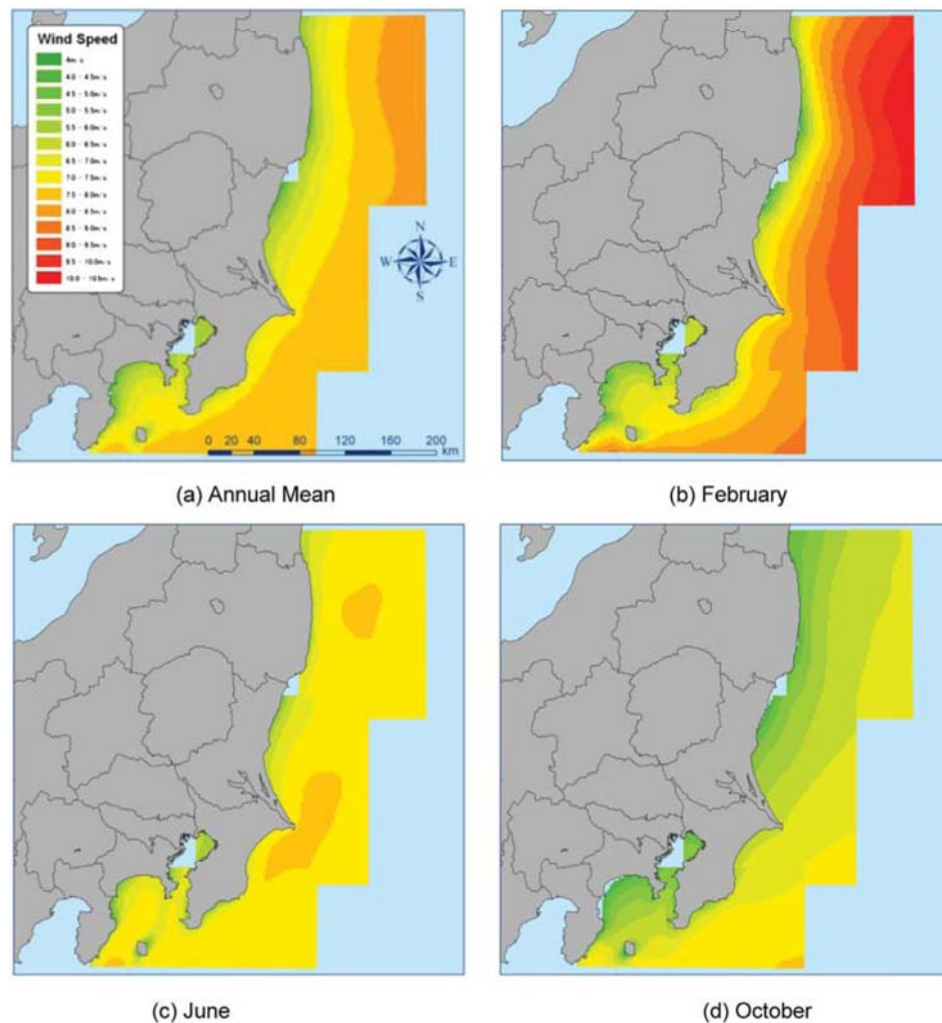 Wind Speed
4m/s
4.0 - 4.5m/s
4.5 - 5.0m/s
5.0 - 5.5m/s
5.5 - 6.0m/s
6.0 - 6.5m/s
6.5 - 7.0m/s
7.0 - 7.5m/s
7.5 - 8.0m/s
8.0 - 8.5m/s
8.5 - 9.0m/s
9.0 - 9.5m/s
9.5 - 10.0m/s
10.0 - 10.5m/s
N
W E
S
0 20 40 80 120 160 200
km
(a) Annual Mean
(b) February
(c) June
(d) October